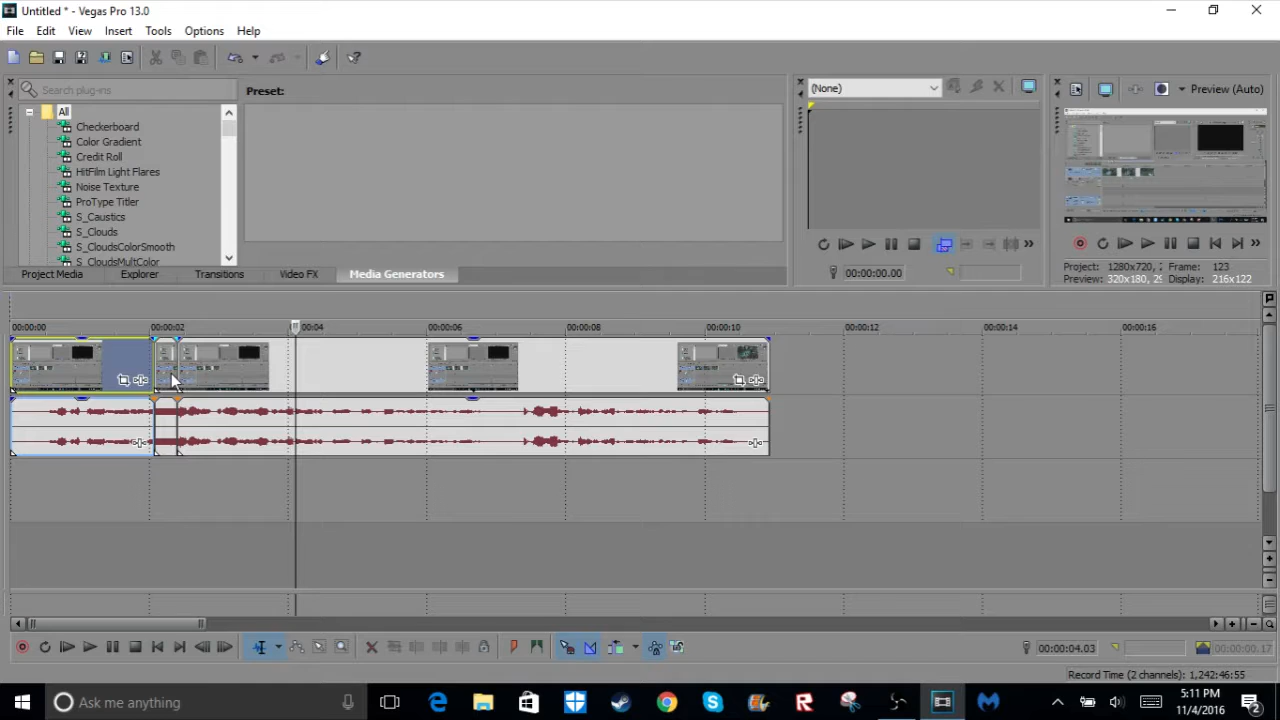 Untitled * - Vegas Pro 13.0
File Edit View Insert Tools Options Help
Search plug-ins
Preset:
(None)
Preview (Auto)
All
Checkerboard
Color Gradient
Credit Roll
HitFilm Light Flares
Noise Texture
ProType Titler
S_Caustics
S_Clouds
S_CloudsColorSmooth
S_CloudsMultColor
00:00:00.00
Project: 1280x720, 2 Frame: 123
Preview: 320x180, 29 Display: 216x122
Project Media Explorer Transitions Video FX Media Generators
00:00:00 00:00:02 00:00:04 00:00:06 00:00:08 00:00:10 00:00:12 00:00:14 00:00:16
00:00:04.03 00:00:00.17
Record Time (2 channels): 1,242:46:55
Ask me anything
5:11 PM
11/4/2016
2